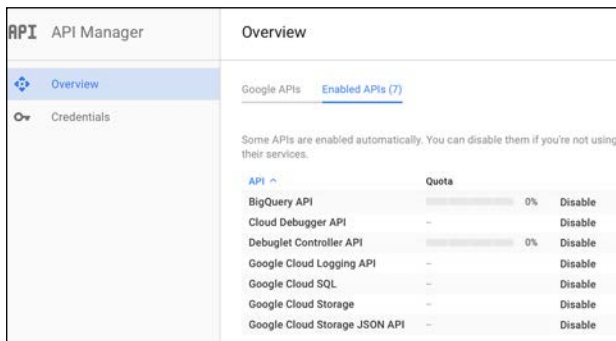 API API Manager
Overview
Overview
Credentials
Google APIs Enabled APIs (7)
Some APIs are enabled automatically. You can disable them if you're not using
their services.
API Quota
BigQuery API 0% Disable
Cloud Debugger API – Disable
Debuglet Controller API 0% Disable
Google Cloud Logging API – Disable
Google Cloud SQL – Disable
Google Cloud Storage – Disable
Google Cloud Storage JSON API – Disable